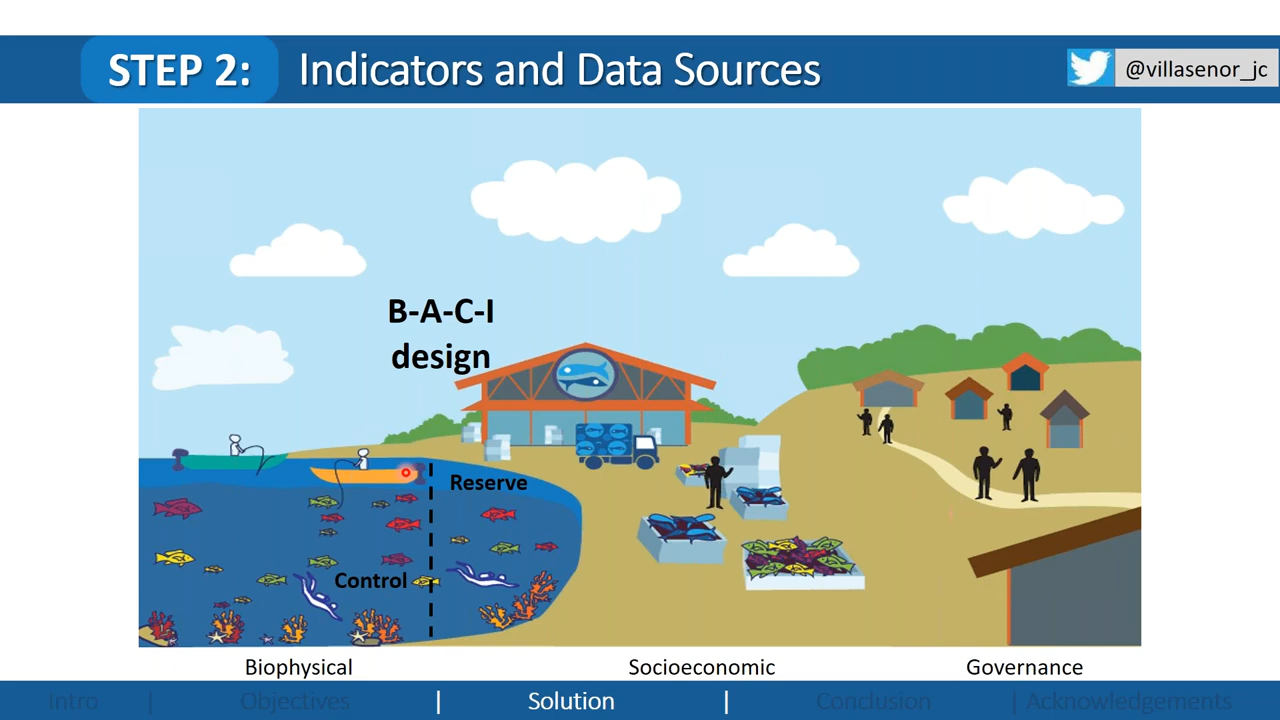 STEP 2:
Indicators and Data Sources
@villasenor_jc
B-A-C-I
design
Reserve
Control
Biophysical
Socioeconomic
Governance
Intro | Objectives | Solution | Conclusion | Acknowledgements